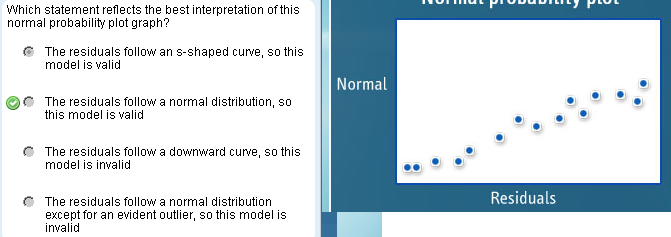 Which statement reflects the best interpretation of this
normal probability plot graph?
The residuals follow an s-shaped curve, so this
model is valid
The residuals follow a normal distribution, so
this model is valid
The residuals follow a downward curve, so this
model is invalid
The residuals follow a normal distribution
except for an evident outlier, so this model is
invalid
Normal probability plot
Normal
Residuals